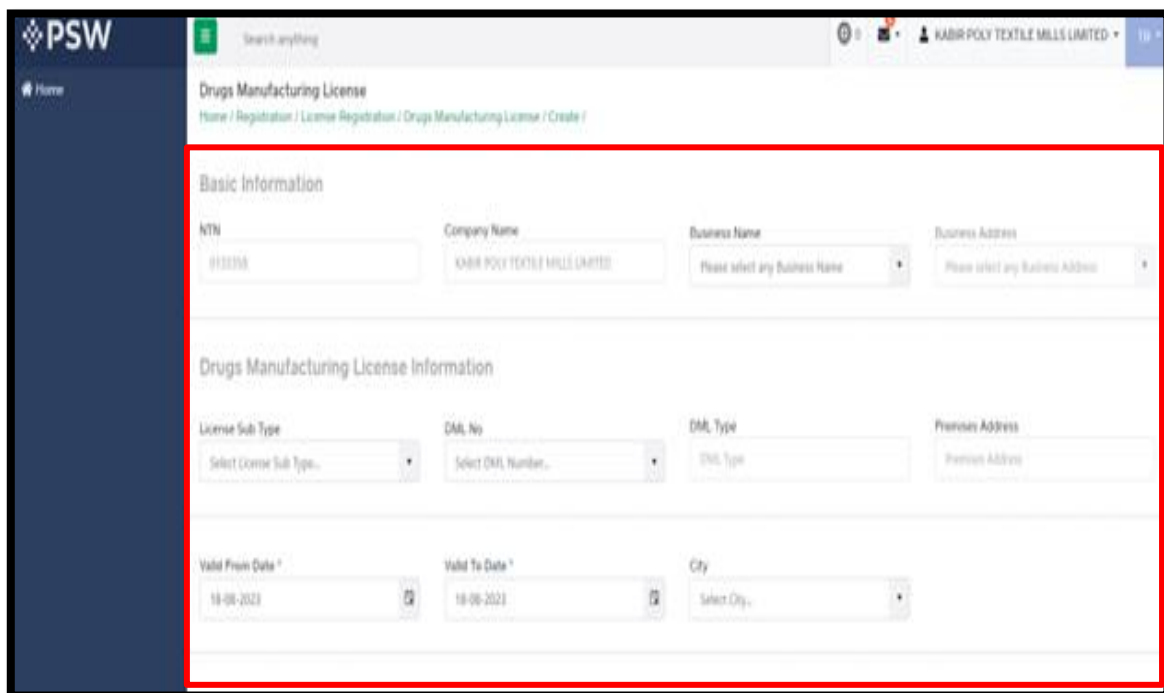 PSW
Search anything
KABIR POLY TEXTILE MILLS LIMITED
Home
Drugs Manufacturing License
Home / Registration / License Registration / Drugs Manufacturing License / Create /
Basic Information
NTN
Company Name
Business Name
Business Address
KABIR POLY TEXTILE MILLS LIMITED
Please select any Business Name
Please select any Business Address
Drugs Manufacturing License Information
License Sub Type
DML No
DML Type
Premises Address
Select License Sub Type...
Select DML Number...
DML Type
Premises Address
Valid From Date *
Valid To Date *
City
18-08-2023
18-08-2023
Select City...